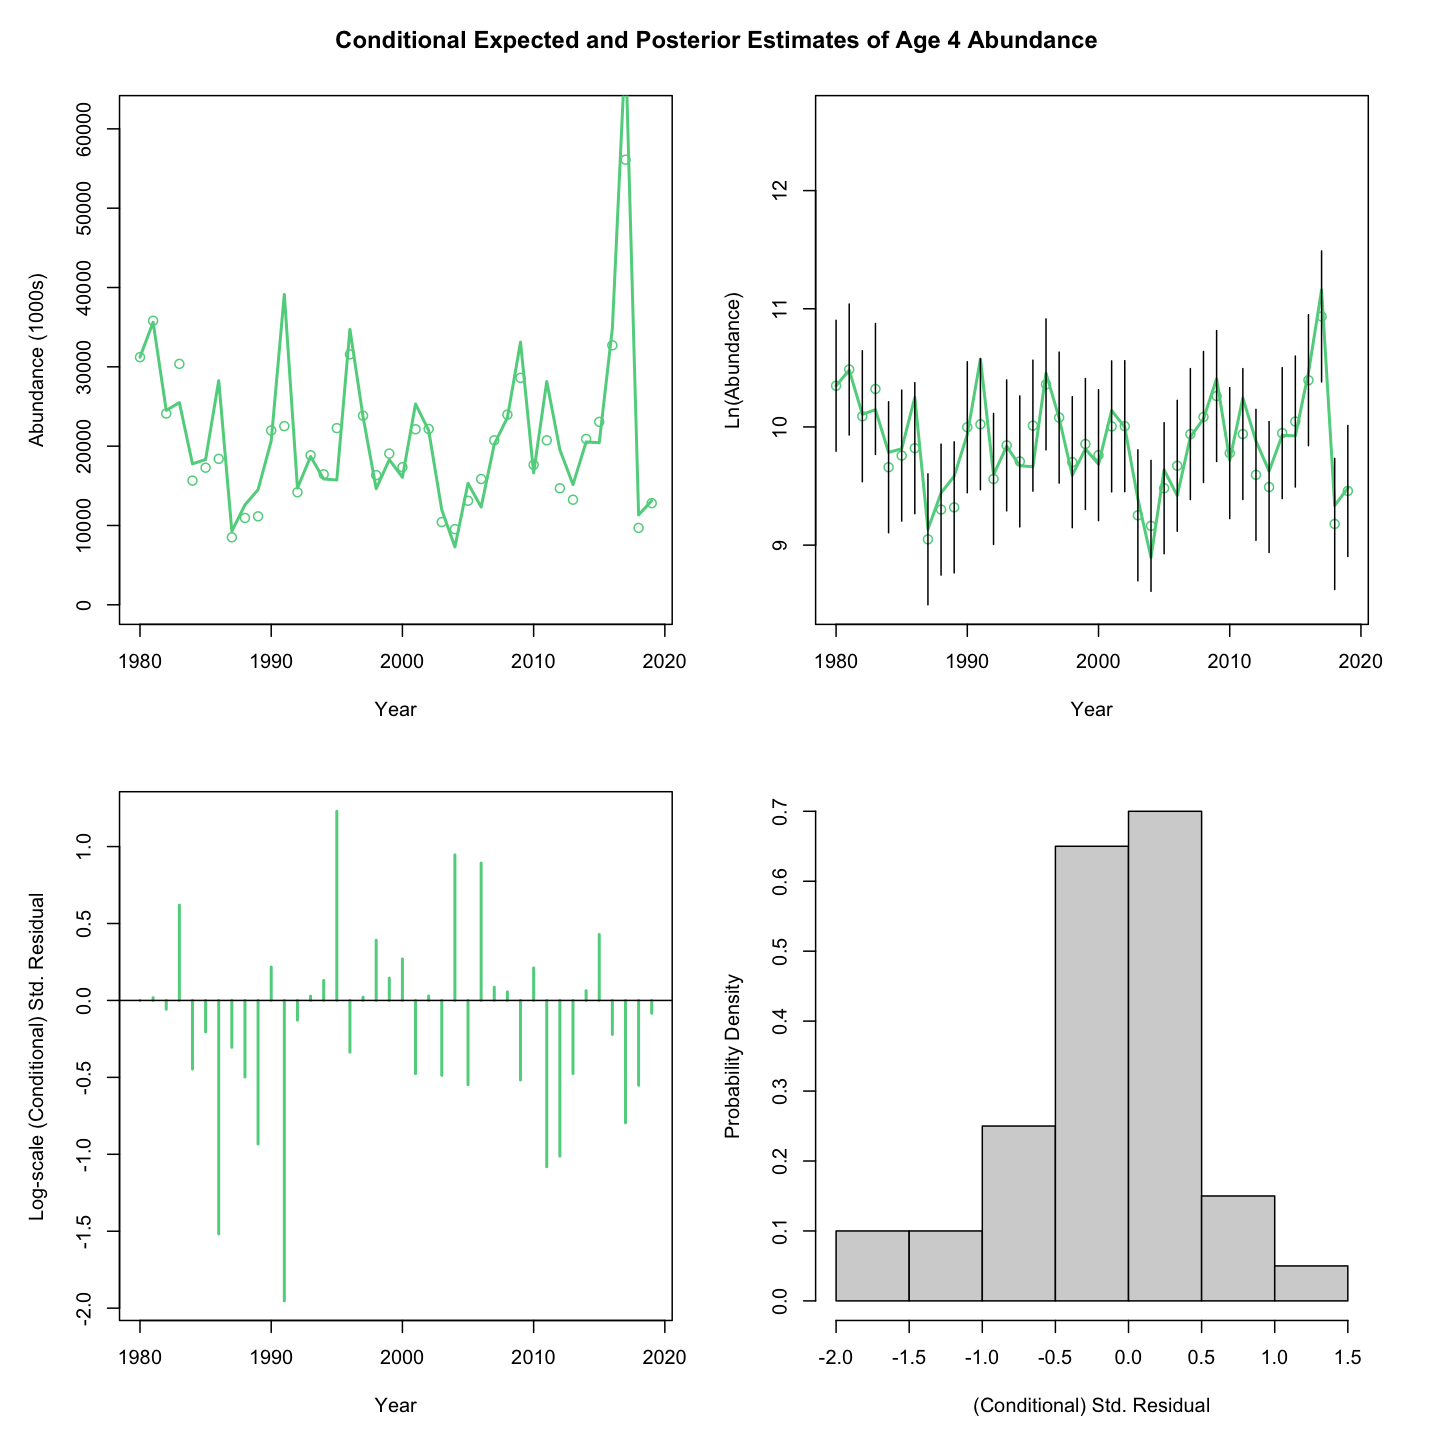 Conditional Expected and Posterior Estimates of Age 4 Abundance
Abundance (1000s)
60000
50000
40000
30000
20000
10000
0
1980 1990 2000 2010 2020
Year
Ln(Abundance)
12
11
10
9
1980 1990 2000 2010 2020
Year
Log-scale (Conditional) Std. Residual
1.0
0.5
0.0
-0.5
-1.0
-1.5
-2.0
1980 1990 2000 2010 2020
Year
Probability Density
0.7
0.6
0.5
0.4
0.3
0.2
0.1
0.0
-2.0 -1.5 -1.0 -0.5 0.0 0.5 1.0 1.5
(Conditional) Std. Residual